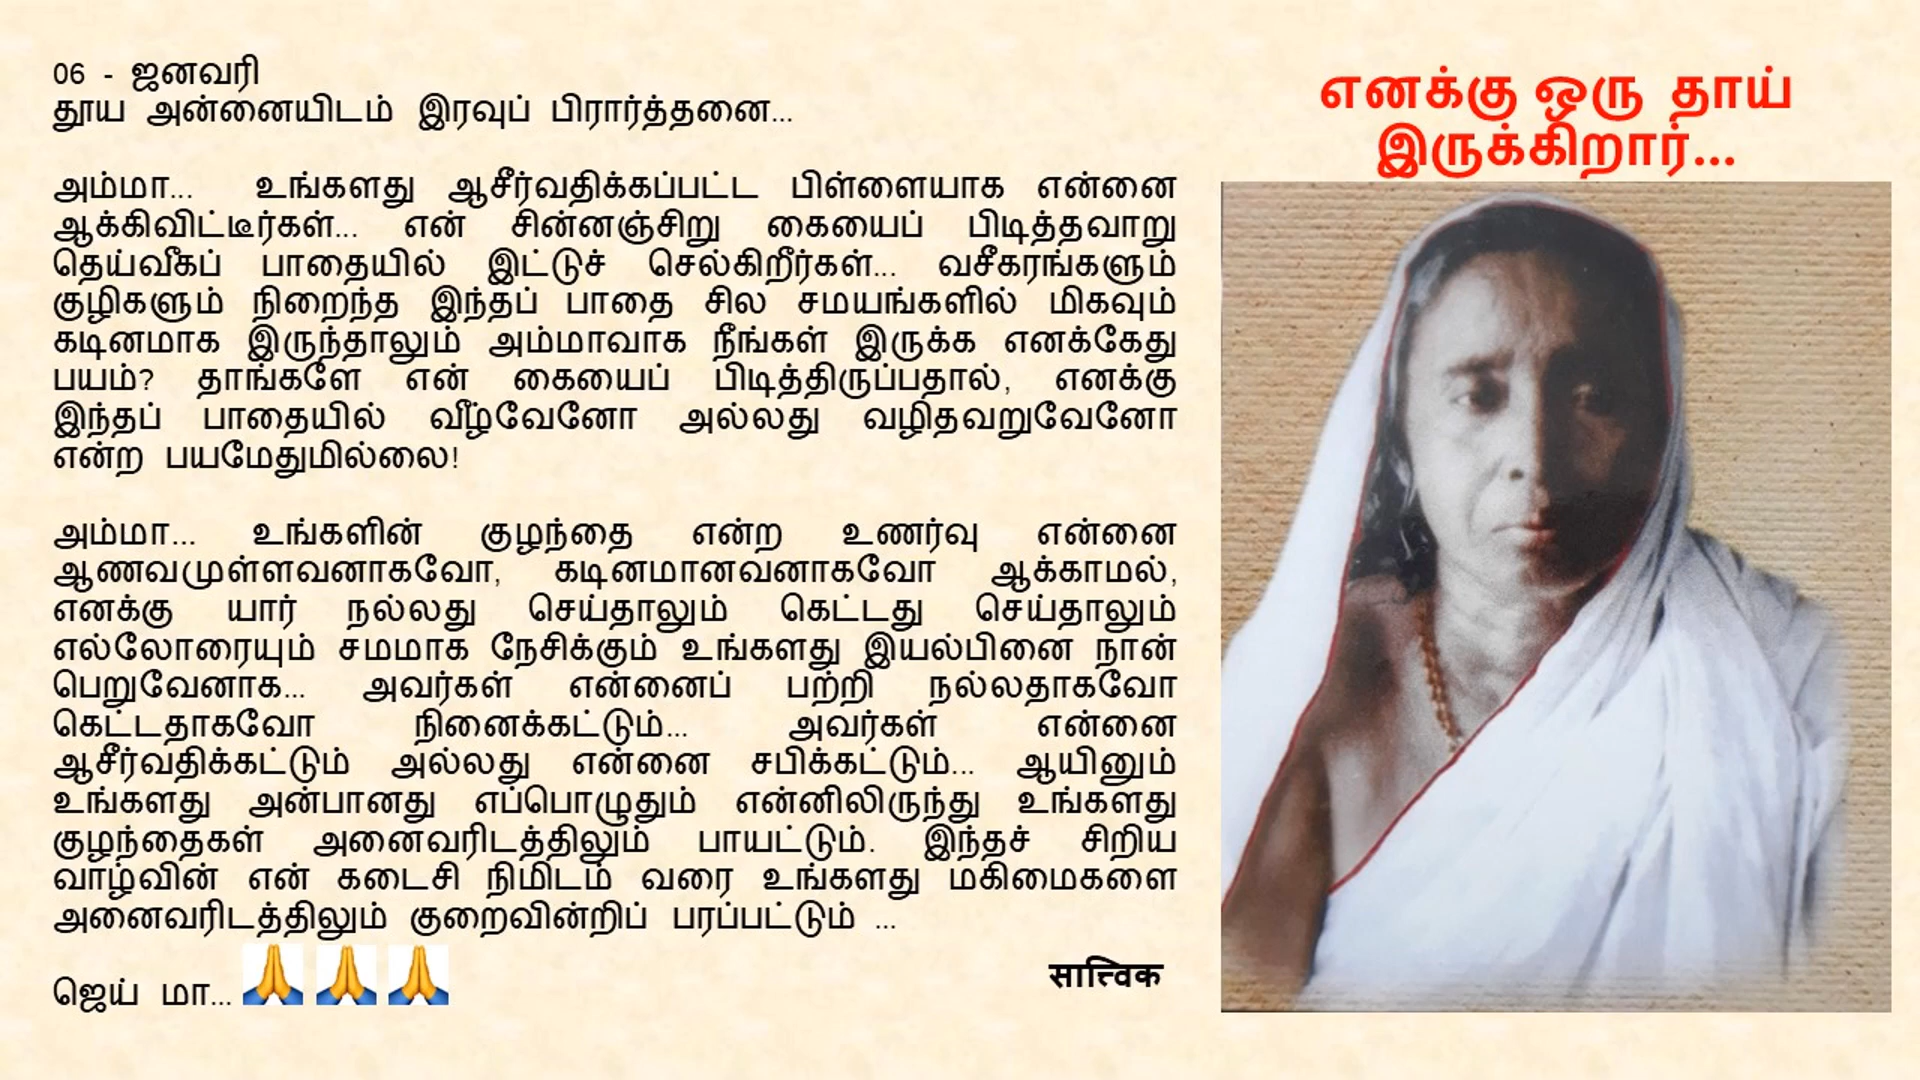 06 - ஜனவரி
தூய அன்னையிடம் இரவுப் பிரார்த்தனை...
அம்மா... உங்களது ஆசீர்வதிக்கப்பட்ட பிள்ளையாக என்னை
ஆக்கிவிட்டீர்கள்... என் சின்னஞ்சிறு கையைப் பிடித்தவாறு
தெய்வீகப் பாதையில் இட்டுச் செல்கிறீர்கள்... வசீகரங்களும்
குழிகளும் நிறைந்த இந்தப் பாதை சில சமயங்களில் மிகவும்
கடினமாக இருந்தாலும் அம்மாவாக நீங்கள் இருக்க எனக்கேது
பயம்? தாங்களே என் கையைப் பிடித்திருப்பதால், எனக்கு
இந்தப் பாதையில் வீழ்வேனோ அல்லது வழிதவறுவேனோ
என்ற பயமேதுமில்லை!
அம்மா... உங்களின் குழந்தை என்ற உணர்வு என்னை
ஆணவமுள்ளவனாகவோ, கடினமானவனாகவோ ஆக்காமல்,
எனக்கு யார் நல்லது செய்தாலும் கெட்டது செய்தாலும்
எல்லோரையும் சமமாக நேசிக்கும் உங்களது இயல்பினை நான்
பெறுவேனாக... அவர்கள் என்னைப் பற்றி நல்லதாகவோ
கெட்டதாகவோ நினைக்கட்டும்... அவர்கள் என்னை
ஆசீர்வதிக்கட்டும் அல்லது என்னை சபிக்கட்டும்... ஆயினும்
உங்களது அன்பானது எப்பொழுதும் என்னிலிருந்து உங்களது
குழந்தைகள் அனைவரிடத்திலும் பாயட்டும். இந்தச் சிறிய
வாழ்வின் என் கடைசி நிமிடம் வரை உங்களது மகிமைகளை
அனைவரிடத்திலும் குறைவின்றிப் பரப்பட்டும் ...
ஜெய் மா... 🙏 🙏 🙏
सात्त्विक
எனக்கு ஒரு தாய்
இருக்கிறார்...